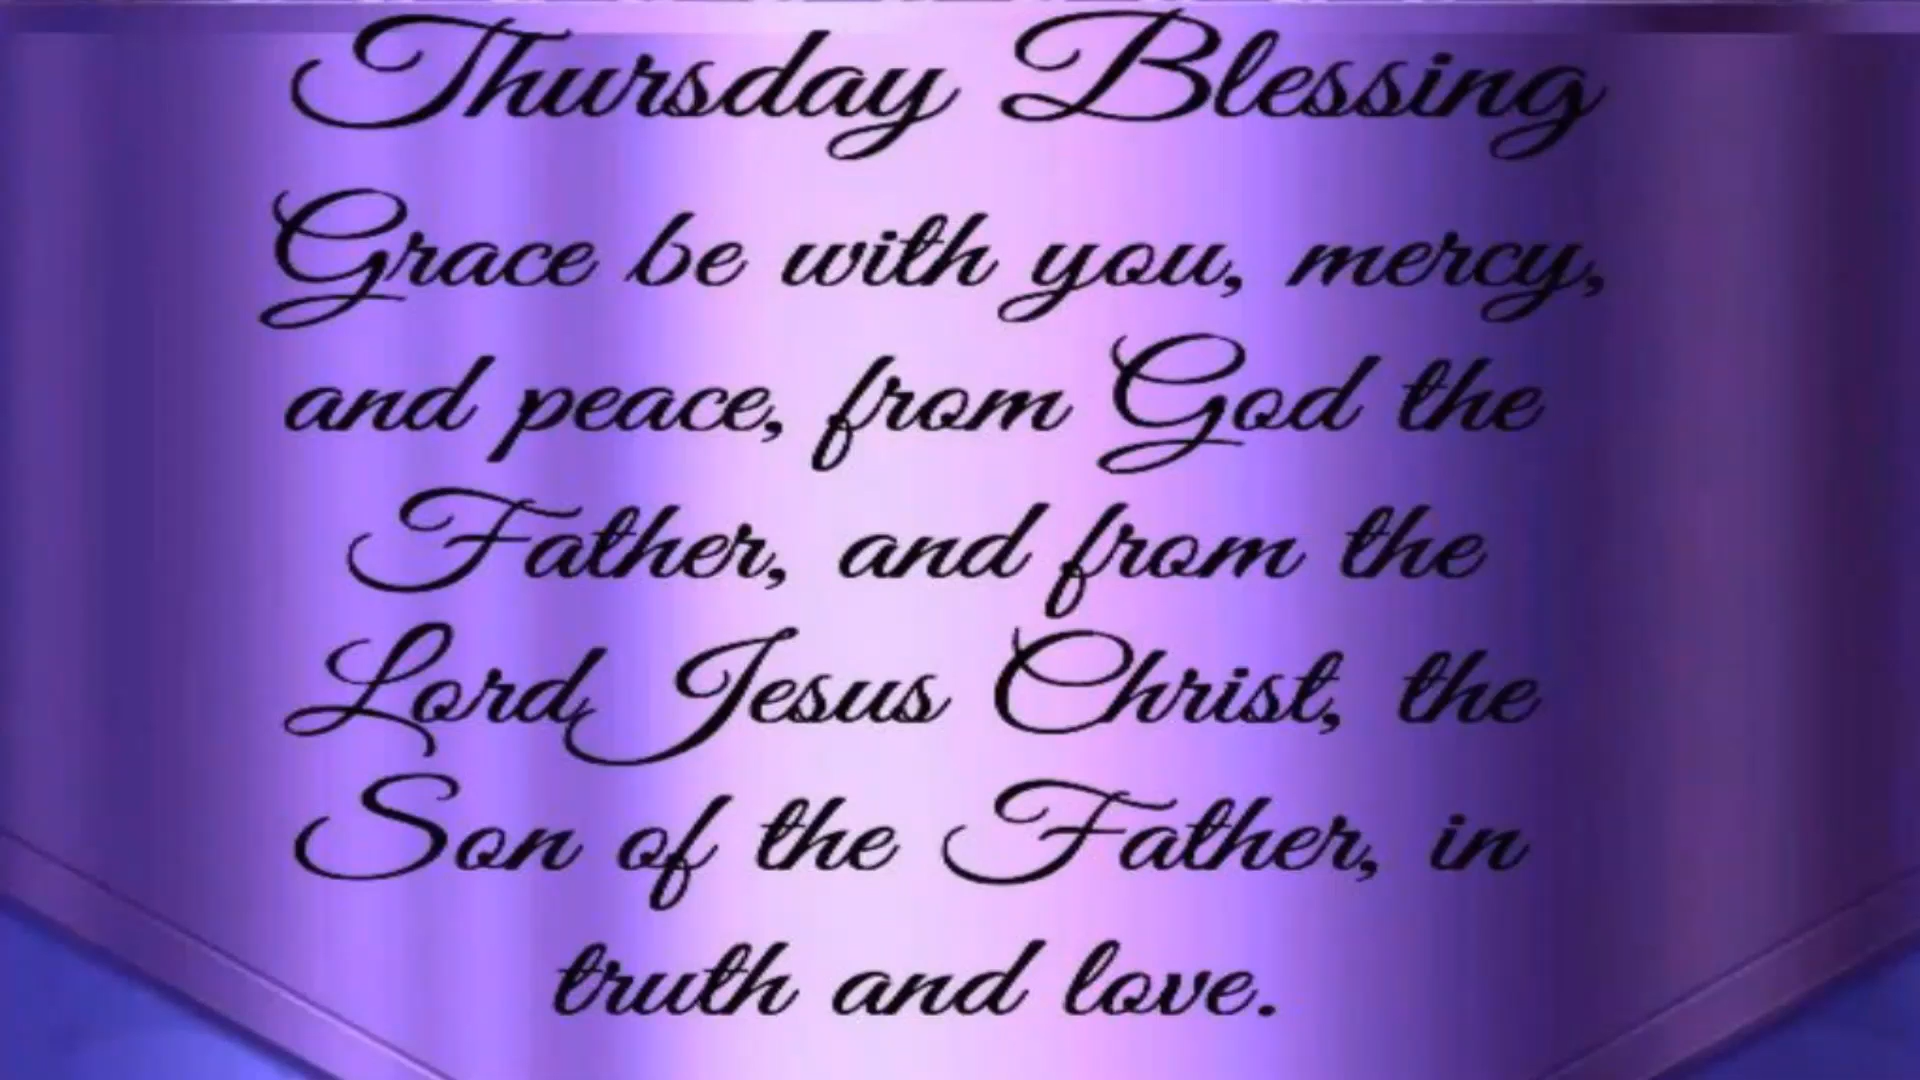 Thursday Blessing
Grace be with you, mercy,
and peace, from God the
Father, and from the
Lord Jesus Christ, the
Son of the Father, in
truth and love.